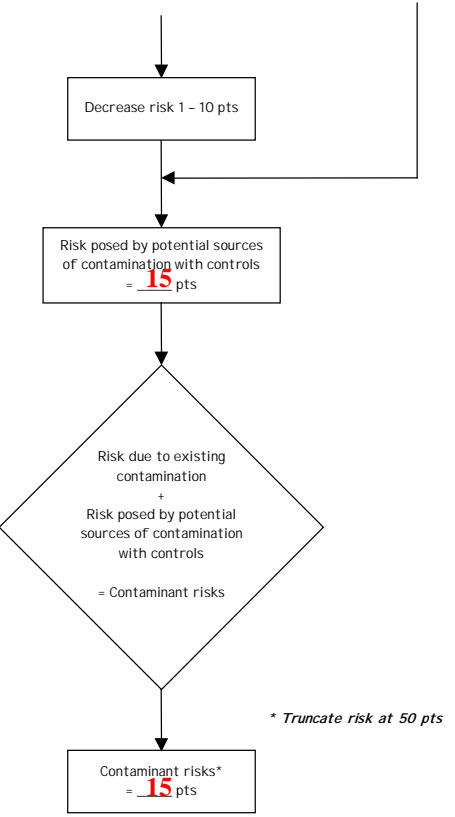 Decrease risk 1 – 10 pts
Risk posed by potential sources
of contamination with controls
= 15 pts
Risk due to existing
contamination
+
Risk posed by potential
sources of contamination
with controls
= Contaminant risks
* Truncate risk at 50 pts
Contaminant risks*
= 15 pts